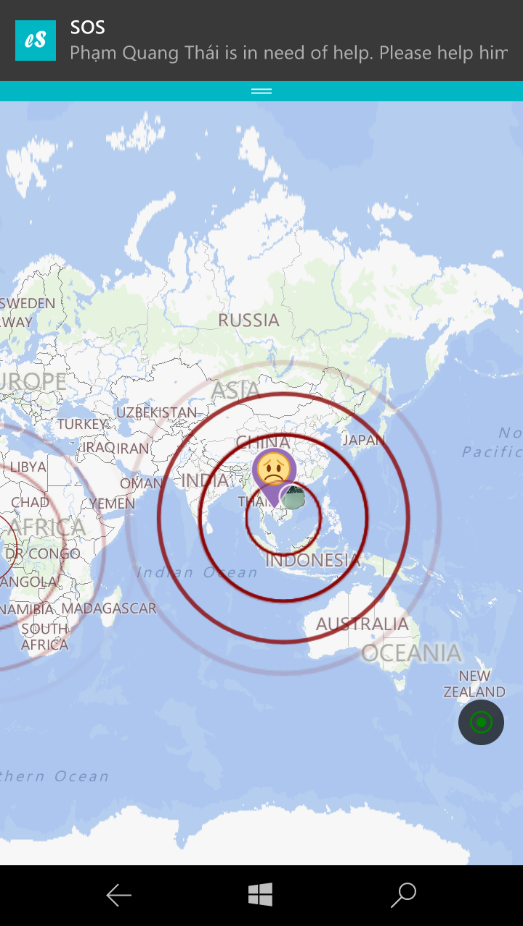 eS
SOS
Phạm Quang Thái is in need of help. Please help him
SWEDEN
WAY
RUSSIA
UROPE
ASIA
UZBEKISTAN
No
Pacific
TURKEY
CHINA
JAPAN
IRAQ
IRAN
LIBYA
OMAN
INDIA
CHAD
YEMEN
THAI
AFRICA
DR CONGO
INDONESIA
Indian Ocean
ANGOLA
NAMIBIA
MADAGASCAR
SOUTH
AFRICA
AUSTRALIA
OCEANIA
NEW
ZEALAND
thern Ocean